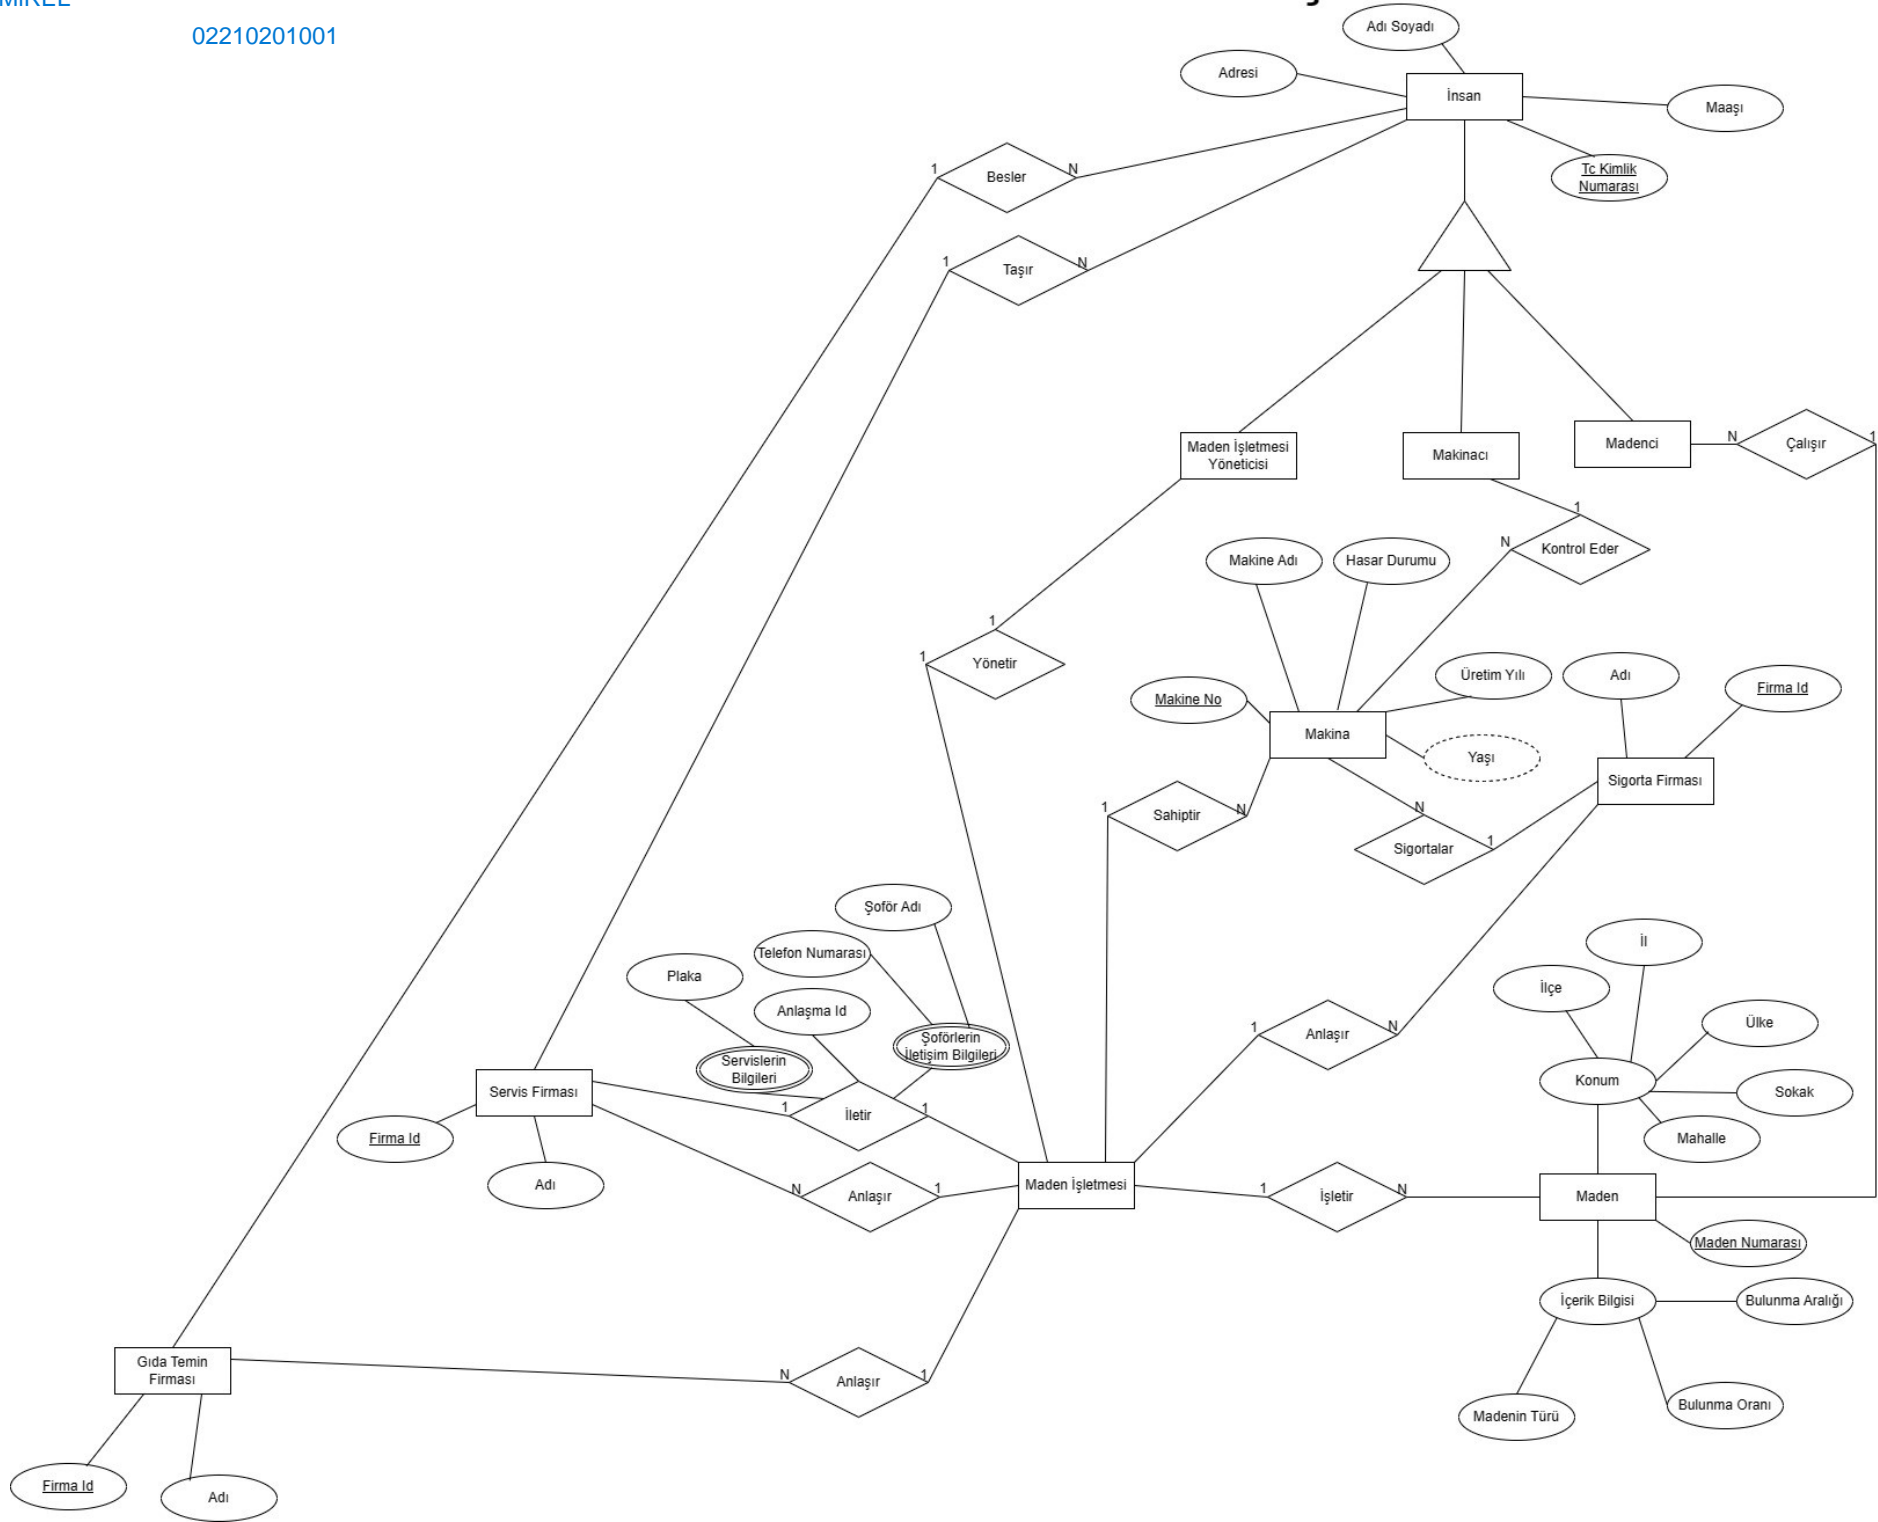 02210201001
Adı Soyadı
Adresi
İnsan
Maaşı
Tc Kimlik
Numarası
1
Besler
N
1
Taşır
N
Maden İşletmesi
Yöneticisi
Makinacı
Madenci
N
Çalışır
1
1
N
Kontrol Eder
Makine Adı
Hasar Durumu
1
1
Yönetir
Makine No
Üretim Yılı
Adı
Firma Id
Makina
Yaşı
Sigorta Firması
1
Sahiptir
N
N
1
Sigortalar
Şoför Adı
Telefon Numarası
Plaka
Anlaşma Id
Şoförlerin
İletişim Bilgileri
Servislerin
Bilgileri
İl
İlçe
Ülke
1
Anlaşır
N
Konum
Sokak
Mahalle
Servis Firması
1
İletir
1
Firma Id
Adı
N
Anlaşır
1
Maden İşletmesi
1
İşletir
N
Maden
Maden Numarası
İçerik Bilgisi
Bulunma Aralığı
Madenin Türü
Bulunma Oranı
Gıda Temin
Firması
N
Anlaşır
1
Firma Id
Adı